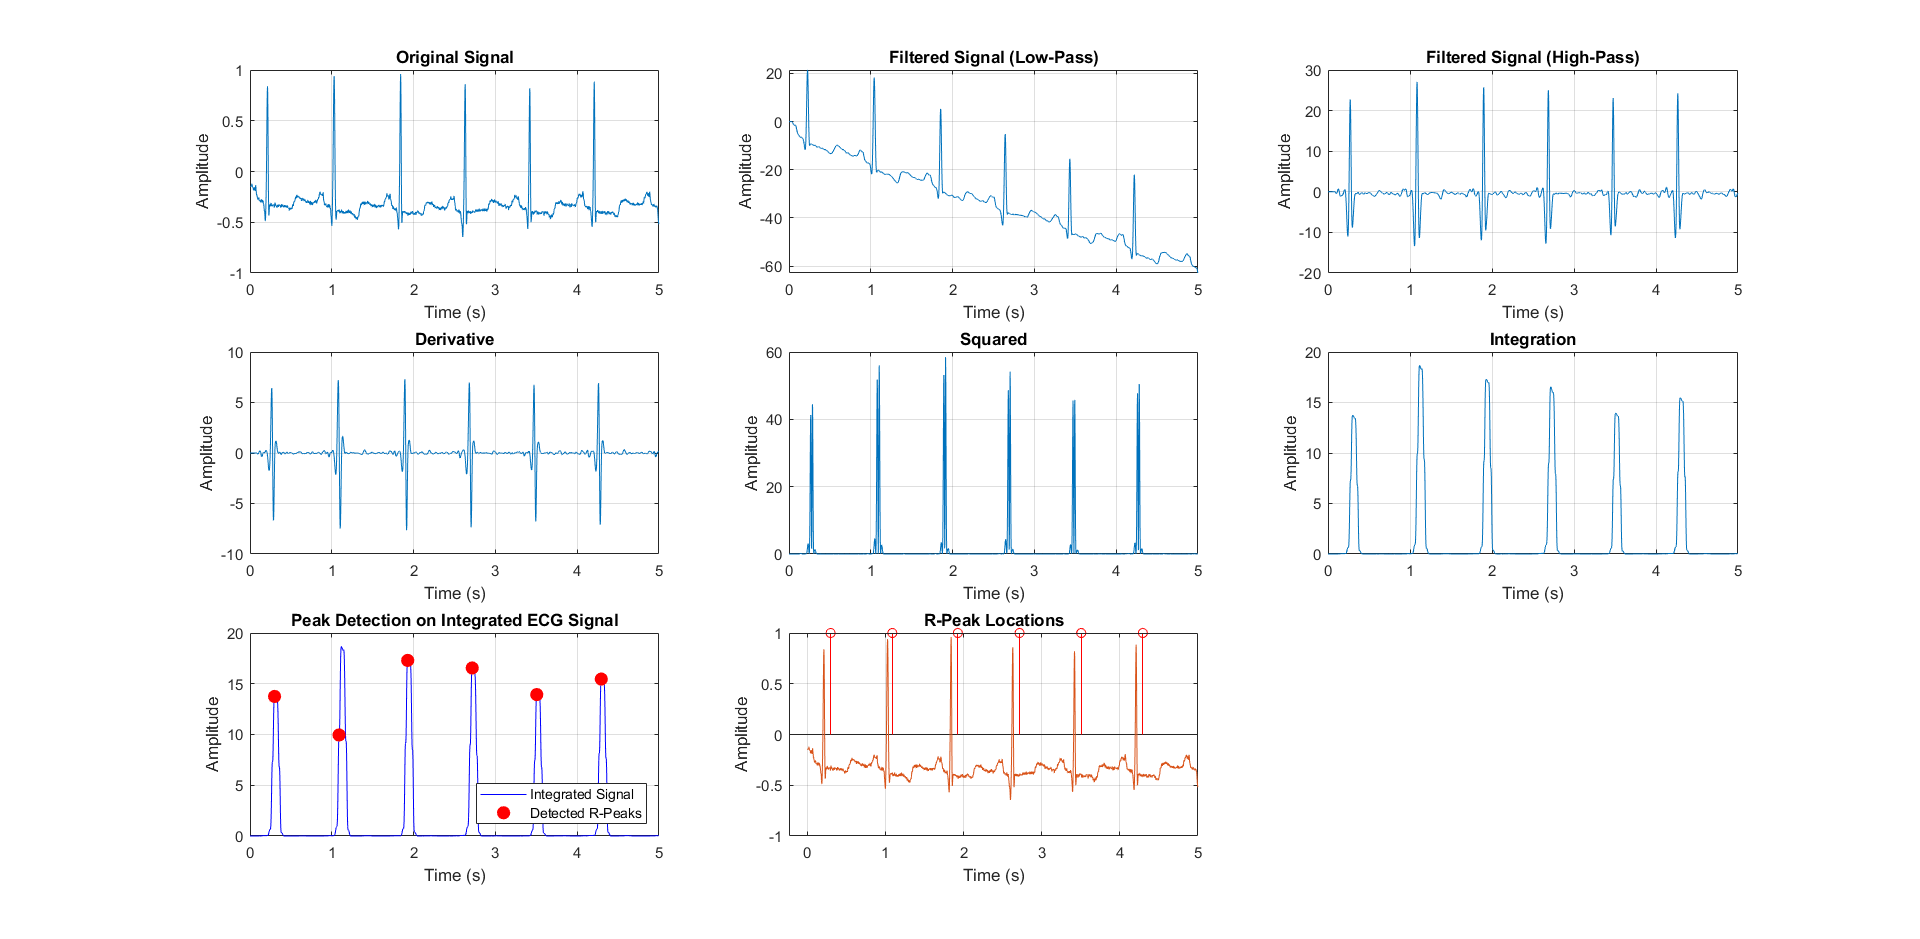 Original Signal
Amplitude
1
0.5
0
-0.5
-1
0 1 2 3 4 5
Time (s)
Filtered Signal (Low-Pass)
Amplitude
20
0
-20
-40
-60
0 1 2 3 4 5
Time (s)
Filtered Signal (High-Pass)
Amplitude
30
20
10
0
-10
-20
0 1 2 3 4 5
Time (s)
Derivative
Amplitude
10
5
0
-5
-10
0 1 2 3 4 5
Time (s)
Squared
Amplitude
60
40
20
0
0 1 2 3 4 5
Time (s)
Integration
Amplitude
20
15
10
5
0
0 1 2 3 4 5
Time (s)
Peak Detection on Integrated ECG Signal
Amplitude
20
15
10
5
0
Integrated Signal
Detected R-Peaks
0 1 2 3 4 5
Time (s)
R-Peak Locations
Amplitude
1
0.5
0
-0.5
-1
0 1 2 3 4 5
Time (s)